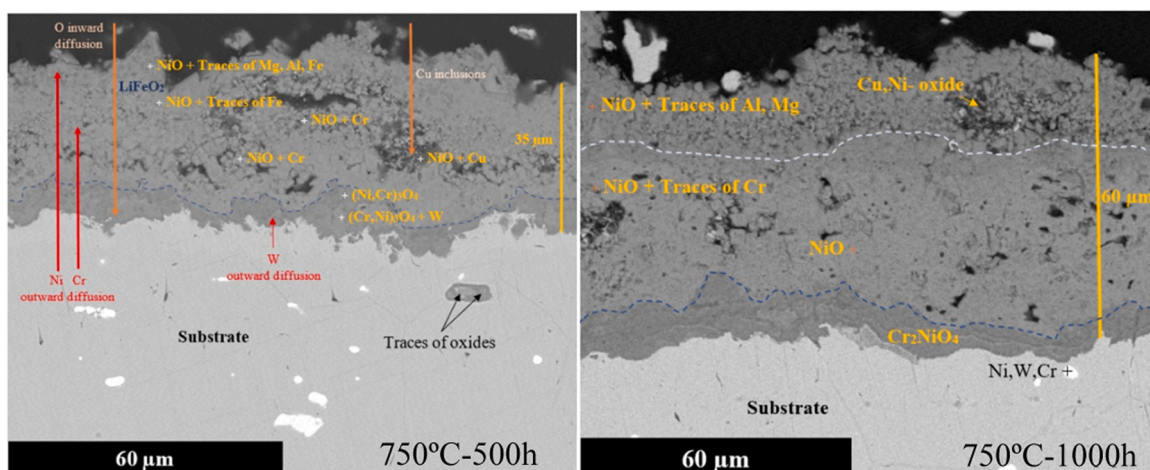 O inward
diffusion
NiO + Traces of Mg, Al, Fe
Cu inclusions
LiFeO₂
NiO + Traces of Fe
NiO + Cr
35 µm
NiO + Cr
NiO + Cu
(Ni,Cr)₃O₄
(Cr,Ni)₃O₄ + W
W
outward diffusion
Ni Cr
outward diffusion
Substrate
Traces of oxides
60 µm
750ºC-500h
Cu,Ni- oxide
NiO + Traces of Al, Mg
NiO + Traces of Cr
60 µm
NiO
Cr₂NiO₄
Ni,W,Cr +
Substrate
60 µm
750ºC-1000h